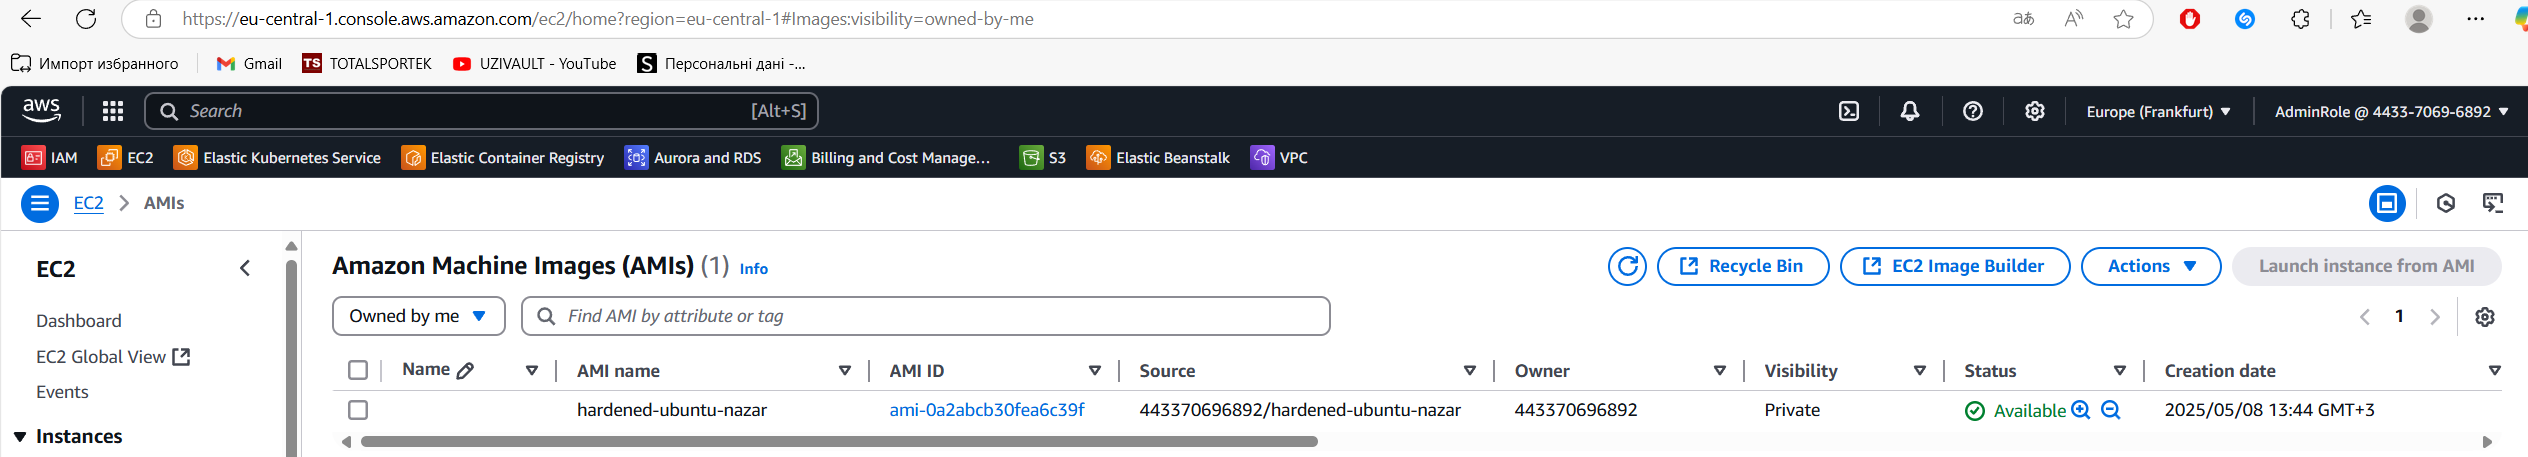 https://eu-central-1.console.aws.amazon.com/ec2/home?region=eu-central-1#Images:visibility=owned-by-me
Импорт избранного Gmail TS TOTALSPORTEK UZIVAULT - YouTube S Персональні дані -...
aws Search [Alt+S] Europe (Frankfurt) AdminRole @ 4433-7069-6892
IAM EC2 Elastic Kubernetes Service Elastic Container Registry Aurora and RDS Billing and Cost Manage... S3 Elastic Beanstalk VPC
EC2 AMIs
EC2
Dashboard
EC2 Global View
Events
Instances
Amazon Machine Images (AMIs) (1) Info Recycle Bin EC2 Image Builder Actions Launch instance from AMI
Owned by me Find AMI by attribute or tag 1
Name AMI name AMI ID Source Owner Visibility Status Creation date
hardened-ubuntu-nazar ami-0a2abcb30fea6c39f 443370696892/hardened-ubuntu-nazar 443370696892 Private Available 2025/05/08 13:44 GMT+3